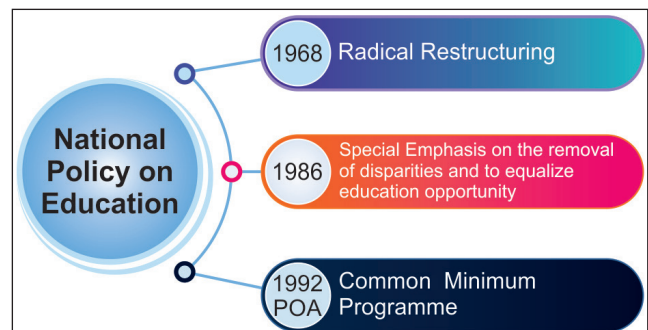 National
Policy on
Education
1968
Radical Restructuring
1986
Special Emphasis on the removal
of disparities and to equalize
education opportunity
1992
POA
Common Minimum
Programme